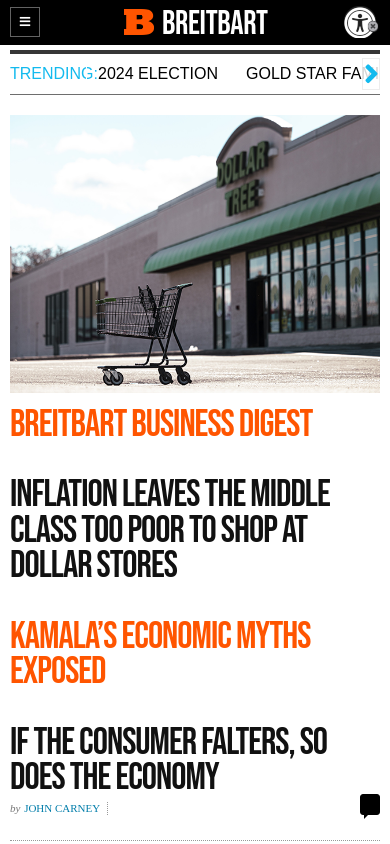 BREITBART
TRENDING: 2024 ELECTION GOLD STAR FA
DOLLAR
TREE
BREITBART BUSINESS DIGEST
INFLATION LEAVES THE MIDDLE
CLASS TOO POOR TO SHOP AT
DOLLAR STORES
KAMALA’S ECONOMIC MYTHS
EXPOSED
IF THE CONSUMER FALTERS, SO
DOES THE ECONOMY
by JOHN CARNEY